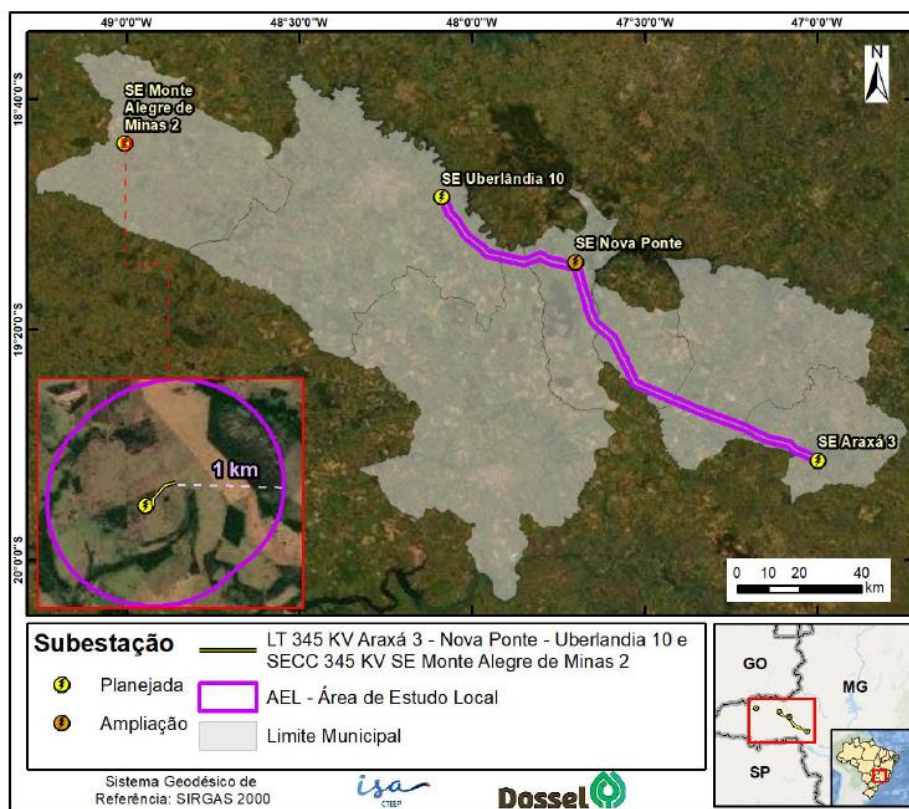 49°0'0"W
48°30'0"W
48°0'0"W
47°30'0"W
47°0'0"W
N
18°40'0"S
19°20'0"S
20°0'0"S
SE Monte
Alegre de
Minas 2
SE Uberlândia 10
SE Nova Ponte
SE Araxá 3
1 km
0 10 20 40
km
Subestação
Planejada
Ampliação
LT 345 KV Araxá 3 - Nova Ponte - Uberlandia 10 e
SECC 345 KV SE Monte Alegre de Minas 2
AEL - Área de Estudo Local
Limite Municipal
GO
MG
SP
Sistema Geodésico de
Referência: SIRGAS 2000
isa
CTEEP
Dossel